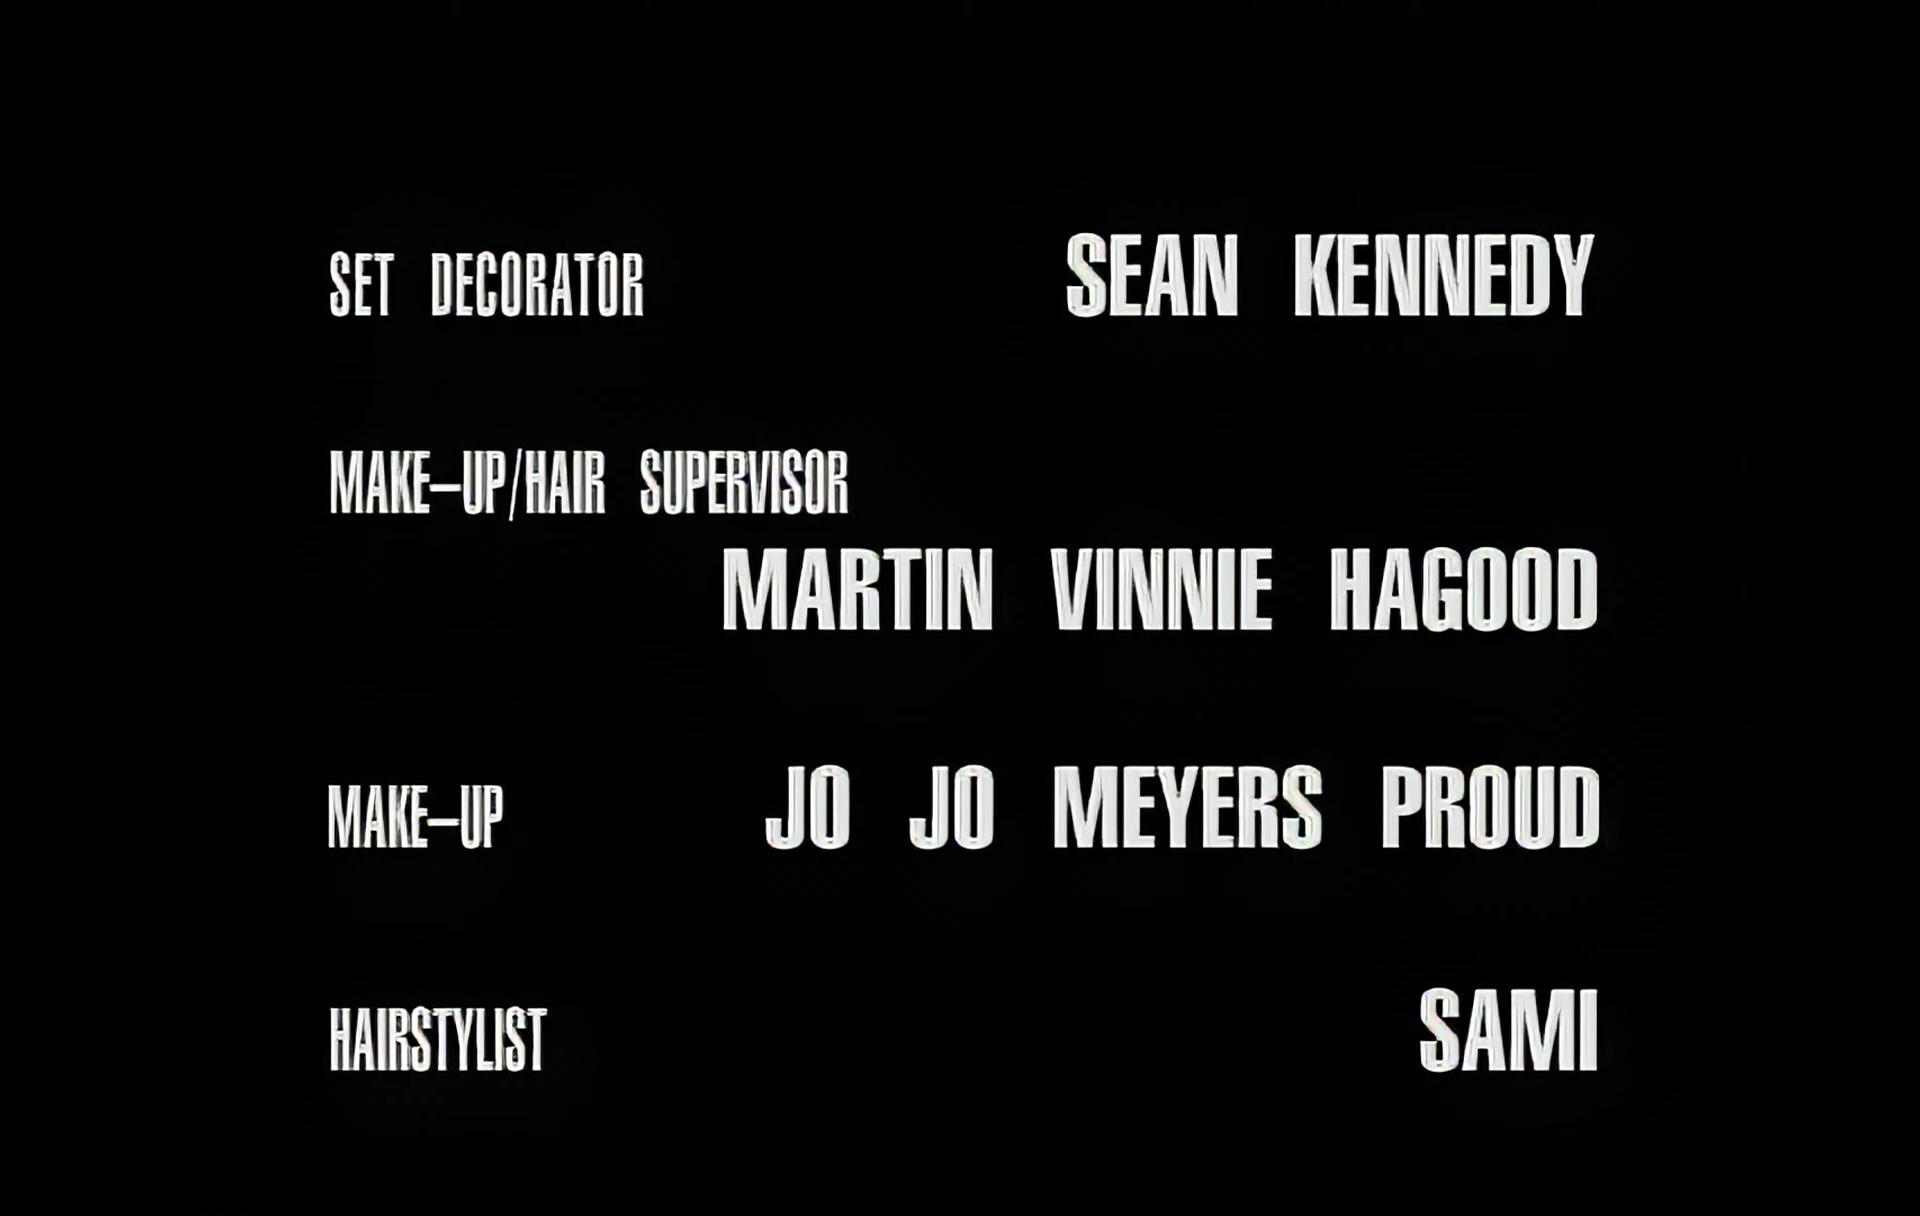 SET DECORATOR SEAN KENNEDY
MAKE-UP/HAIR SUPERVISOR
MARTIN VINNIE HAGOOD
MAKE-UP JO JO MEYERS PROUD
HAIRSTYLIST SAMI